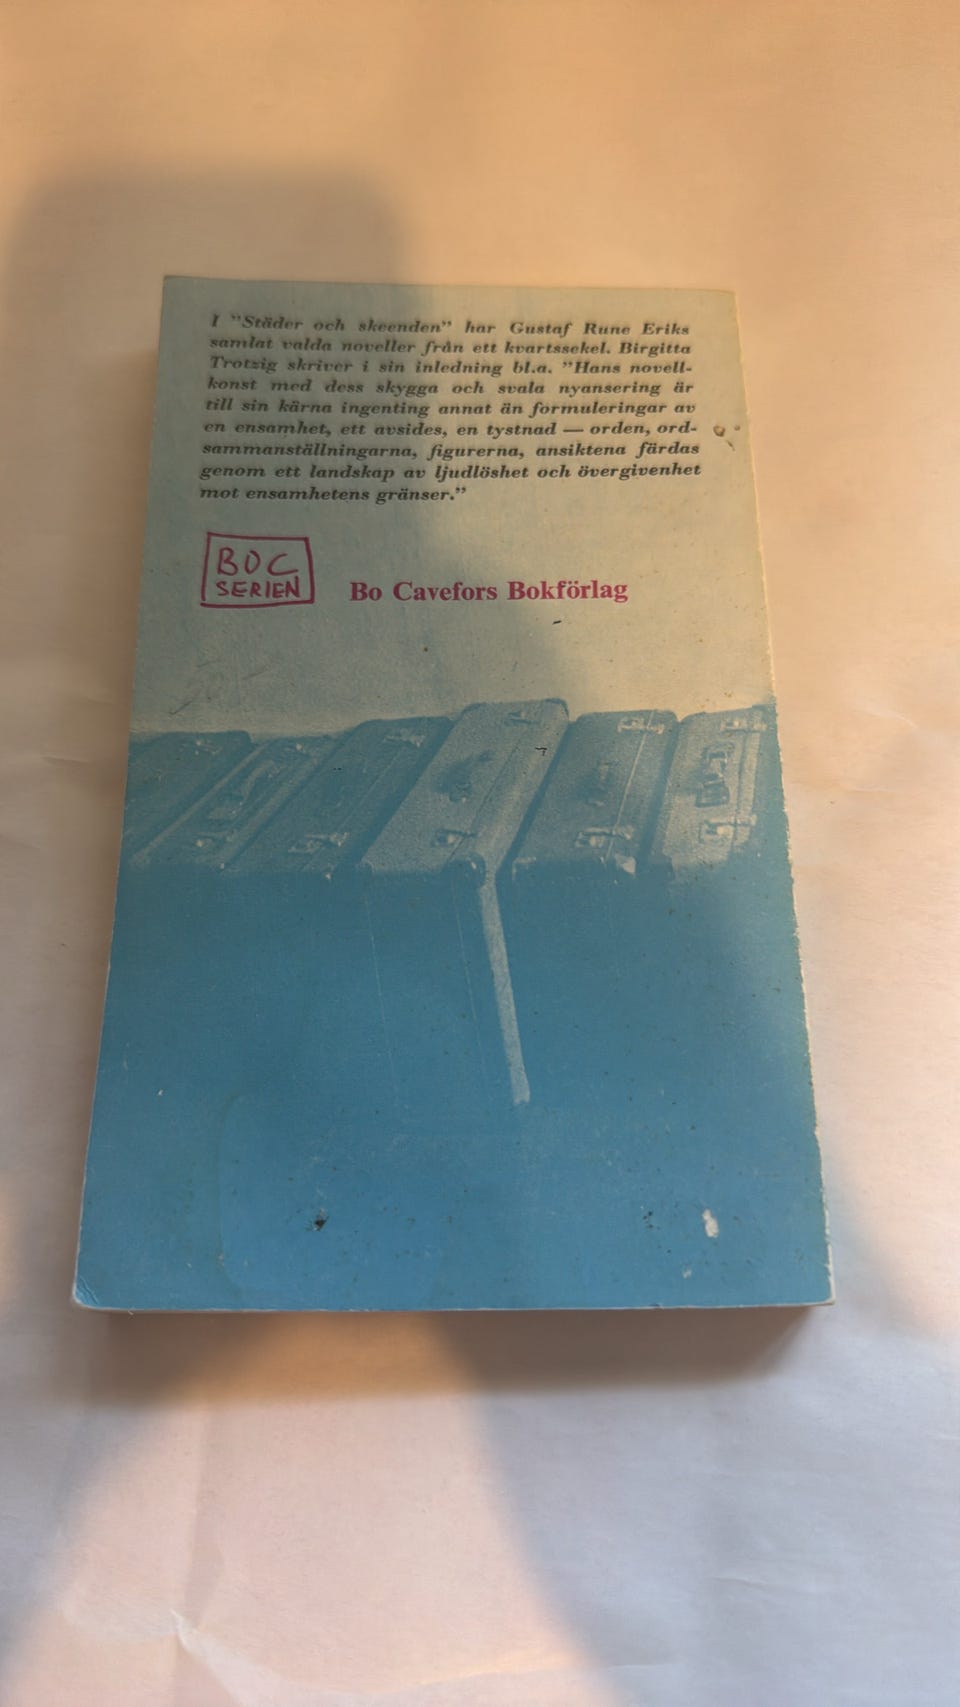 I ”Städer och skeenden” har Gustaf Rune Eriks
samlat valda noveller från ett kvartssekel. Birgitta
Trotzig skriver i sin inledning bl.a. ”Hans novell-
konst med dess skygga och svala nyansering är
till sin kärna ingenting annat än formuleringar av
en ensamhet, ett avsides, en tystnad — orden, ord-
sammanställningarna, figurerna, ansiktena färdas
genom ett landskap av ljudlöshet och övergivenhet
mot ensamhetens gränser.”
BOC
SERIEN
Bo Cavefors Bokförlag